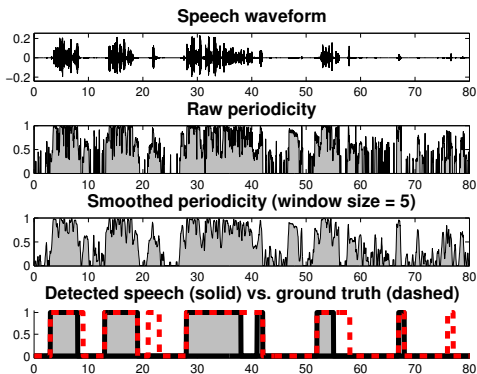 Speech waveform
0.2
0
−0.2
0 10 20 30 40 50 60 70 80
Raw periodicity
1
0.5
0
0 10 20 30 40 50 60 70 80
Smoothed periodicity (window size = 5)
1
0.5
0
0 10 20 30 40 50 60 70 80
Detected speech (solid) vs. ground truth (dashed)
1
0.5
0
0 10 20 30 40 50 60 70 80